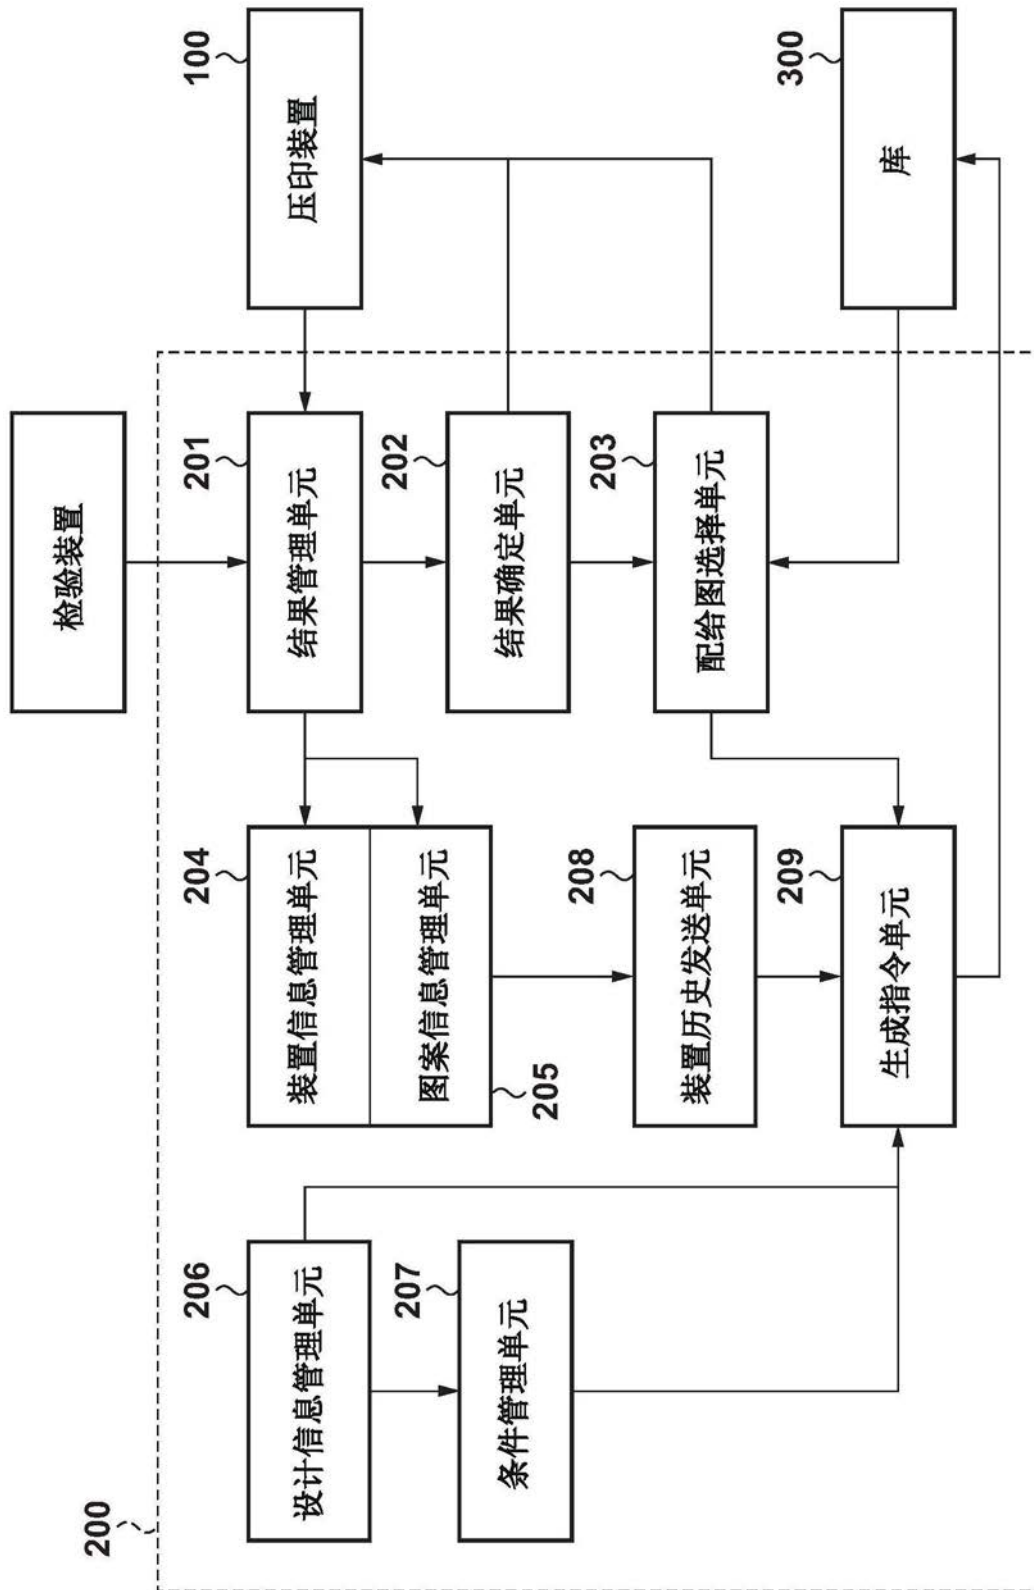 200
检验装置
206
设计信息管理单元
204
装置信息管理单元
201
结果管理单元
100
压印装置
207
条件管理单元
图案信息管理单元
205
202
结果确定单元
208
装置历史发送单元
203
配给图选择单元
209
生成指令单元
300
库